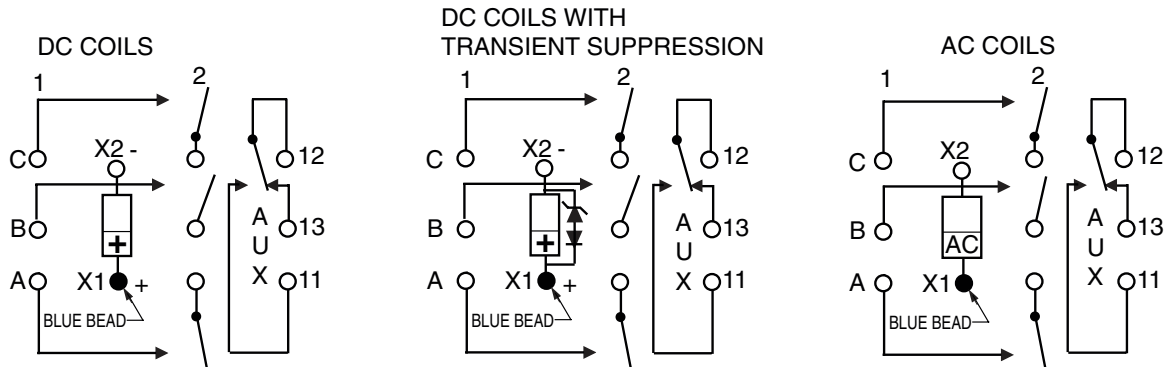 DC COILS
1
2
C
X2 -
12
B
+
A
U
X
13
A
X1
+
11
BLUE BEAD
DC COILS WITH
TRANSIENT SUPPRESSION
1
2
C
X2 -
12
B
+
A
U
X
13
A
X1
+
11
BLUE BEAD
AC COILS
1
2
C
X2
12
B
AC
A
U
X
13
A
X1
11
BLUE BEAD